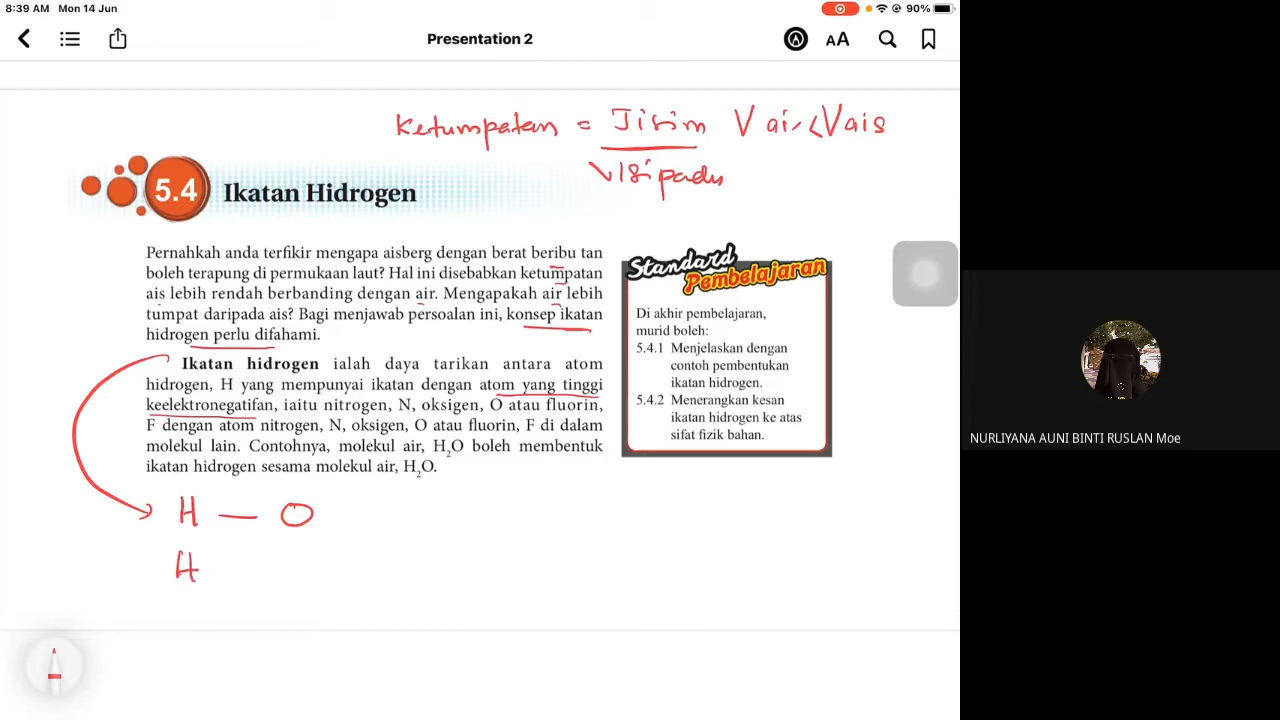 8:39 AM Mon 14 Jun
90%
Presentation 2
AA
Ketumpatan = Jisim V air < Vais
Isipadu
5.4 Ikatan Hidrogen
Pernahkah anda terfikir mengapa aisberg dengan berat beribu tan
boleh terapung di permukaan laut? Hal ini disebabkan ketumpatan
ais lebih rendah berbanding dengan air. Mengapakah air lebih
tumpat daripada ais? Bagi menjawab persoalan ini, konsep ikatan
hidrogen perlu difahami.
Ikatan hidrogen ialah daya tarikan antara atom
hidrogen, H yang mempunyai ikatan dengan atom yang tinggi
keelektronegatifan, iaitu nitrogen, N, oksigen, O atau fluorin,
F dengan atom nitrogen, N, oksigen, O atau fluorin, F di dalam
molekul lain. Contohnya, molekul air, H₂O boleh membentuk
ikatan hidrogen sesama molekul air, H₂O.
Standard
Pembelajaran
Di akhir pembelajaran,
murid boleh:
5.4.1 Menjelaskan dengan
contoh pembentukan
ikatan hidrogen.
5.4.2 Menerangkan kesan
ikatan hidrogen ke atas
sifat fizik bahan.
H — O
H
NURLIYANA AUNI BINTI RUSLAN Moe